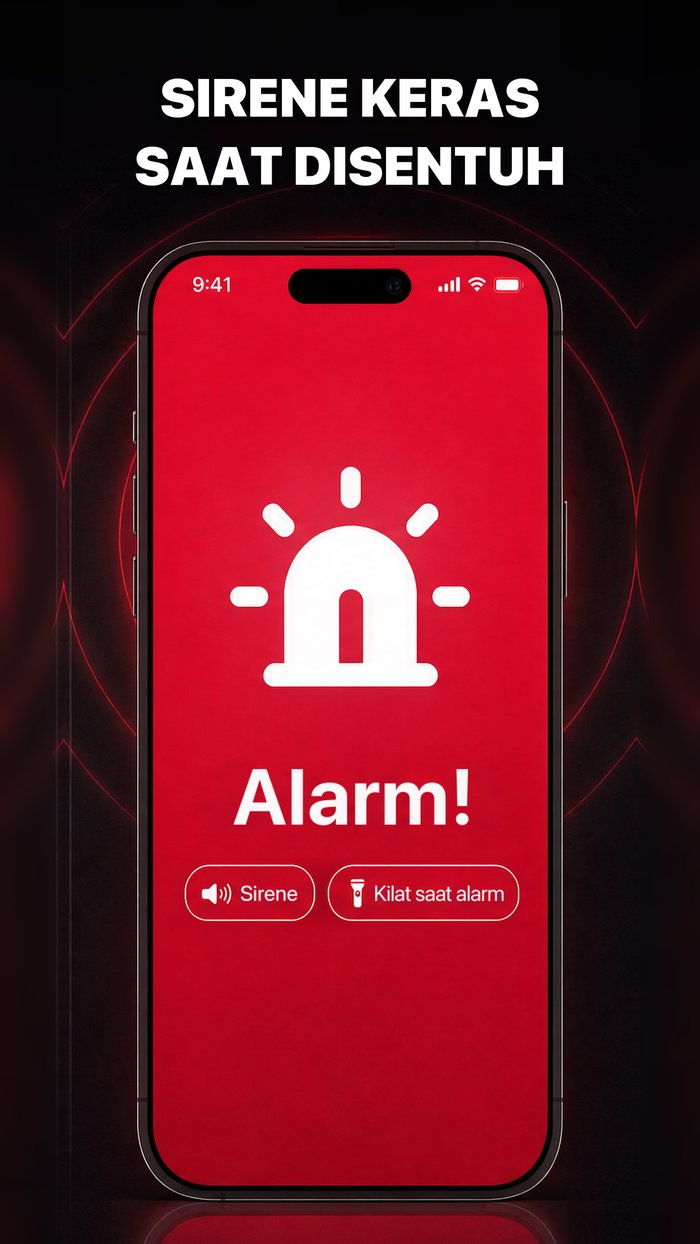 SIRENE KERAS
SAAT DISENTUH
9:41
Alarm!
Sirene
Kilat saat alarm